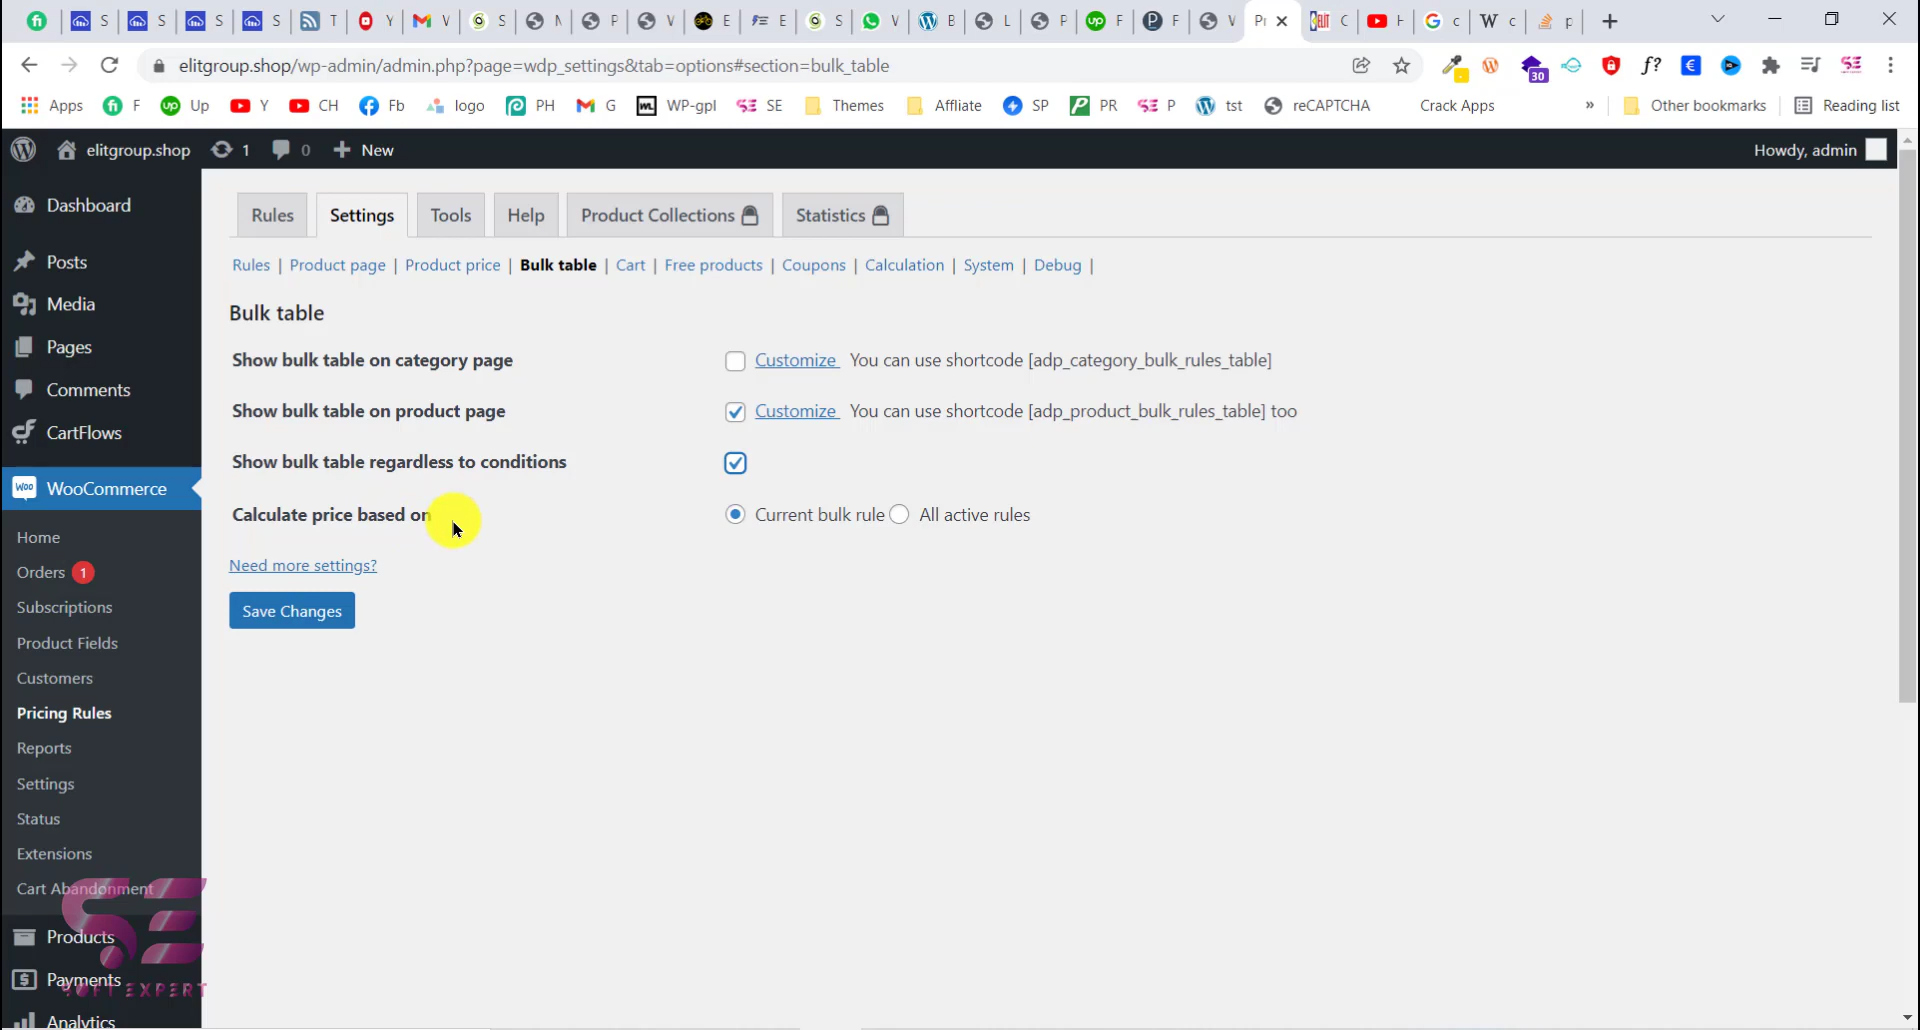 S S S S T Y V S N P V E E S V B L P F F V Pr C H c c p
elitgroup.shop/wp-admin/admin.php?page=wdp_settings&tab=options#section=bulk_table
30
f?
Apps F Up Y CH Fb logo PH G WP-gpl SE Themes Affliate SP PR P tst reCAPTCHA Crack Apps » Other bookmarks Reading list
elitgroup.shop 1 0 New Howdy, admin
Dashboard
Posts
Media
Pages
Comments
CartFlows
WooCommerce
Home
Orders 1
Subscriptions
Product Fields
Customers
Pricing Rules
Reports
Settings
Status
Extensions
Cart Abandonment
Products
Payments
Analytics
SE
SOFT EXPERT
Rules Settings Tools Help Product Collections Statistics
Rules | Product page | Product price | Bulk table | Cart | Free products | Coupons | Calculation | System | Debug |
Bulk table
Show bulk table on category page Customize You can use shortcode [adp_category_bulk_rules_table]
Show bulk table on product page Customize You can use shortcode [adp_product_bulk_rules_table] too
Show bulk table regardless to conditions
Calculate price based on Current bulk rule All active rules
Need more settings?
Save Changes